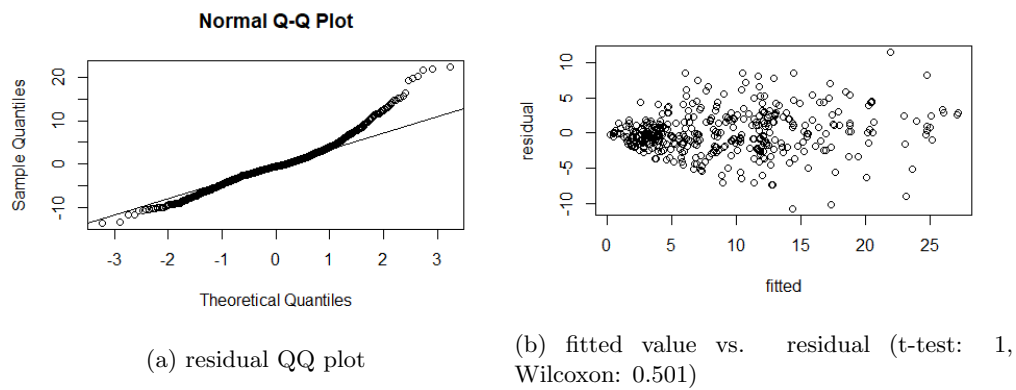 Normal Q-Q Plot
Sample Quantiles
20
10
0
-10
-3 -2 -1 0 1 2 3
Theoretical Quantiles
(a) residual QQ plot
residual
10
5
0
-5
-10
0 5 10 15 20 25
fitted
(b) fitted value vs. residual (t-test: 1,
Wilcoxon: 0.501)